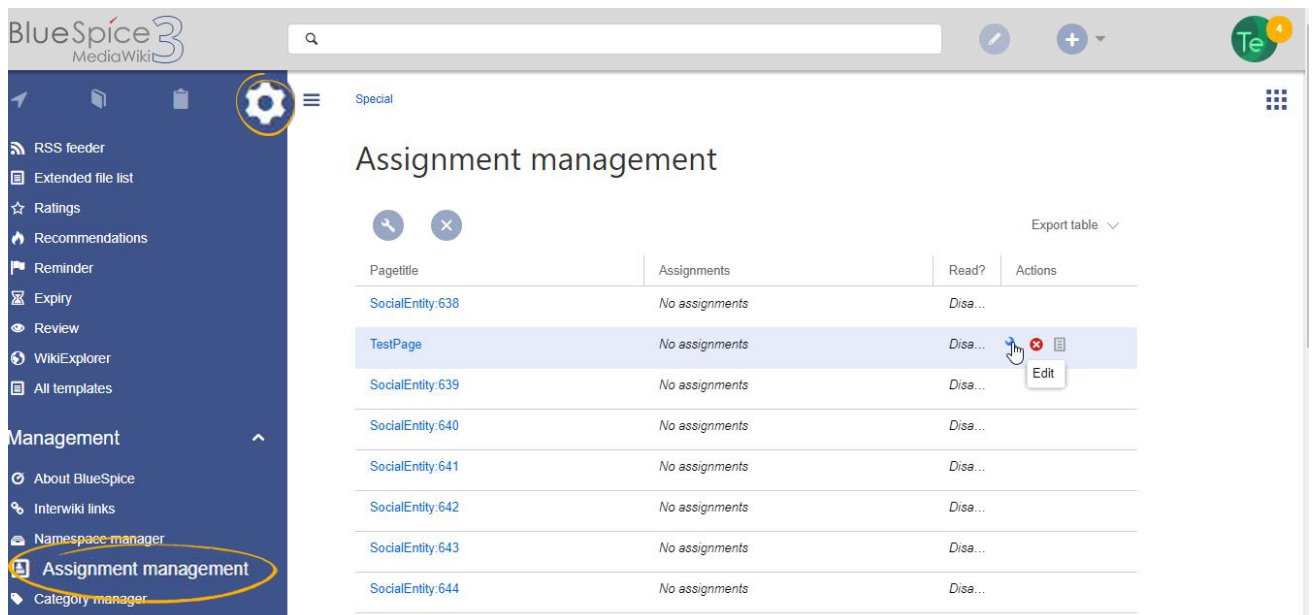 BlueSpice 3
MediaWiki
Te
4
Special
RSS feeder
Extended file list
Ratings
Recommendations
Reminder
Expiry
Review
WikiExplorer
All templates
Management
About BlueSpice
Interwiki links
Namespace manager
Assignment management
Category manager
Assignment management
Export table
Pagetitle Assignments Read? Actions
SocialEntity:638 No assignments Disa...
TestPage No assignments Disa...
Edit
SocialEntity:639 No assignments Disa...
SocialEntity:640 No assignments Disa...
SocialEntity:641 No assignments Disa...
SocialEntity:642 No assignments Disa...
SocialEntity:643 No assignments Disa...
SocialEntity:644 No assignments Disa...